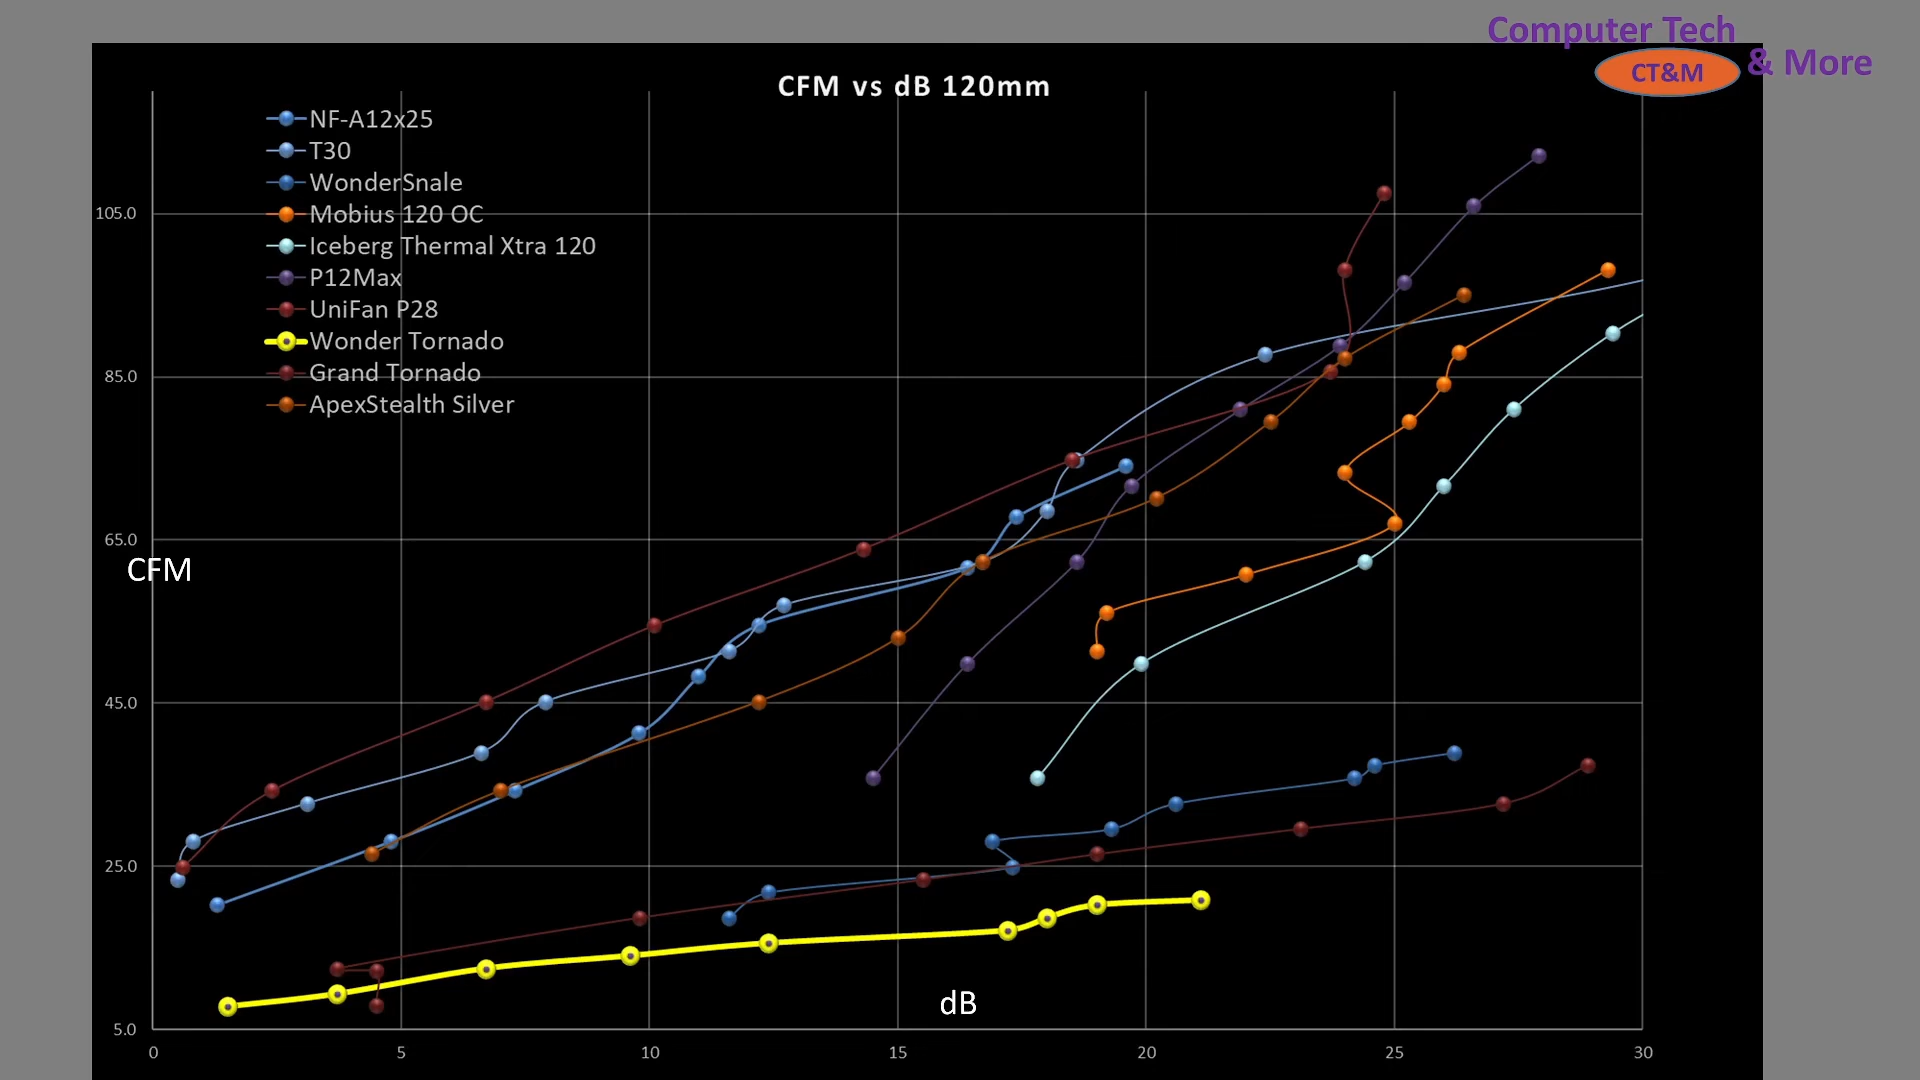 Computer Tech
& More
CT&M
CFM vs dB 120mm
NF-A12x25
T30
WonderSnale
Mobius 120 OC
Iceberg Thermal Xtra 120
P12Max
UniFan P28
Wonder Tornado
Grand Tornado
ApexStealth Silver
105.0
85.0
65.0
CFM
45.0
25.0
dB
5.0
0 5 10 15 20 25 30